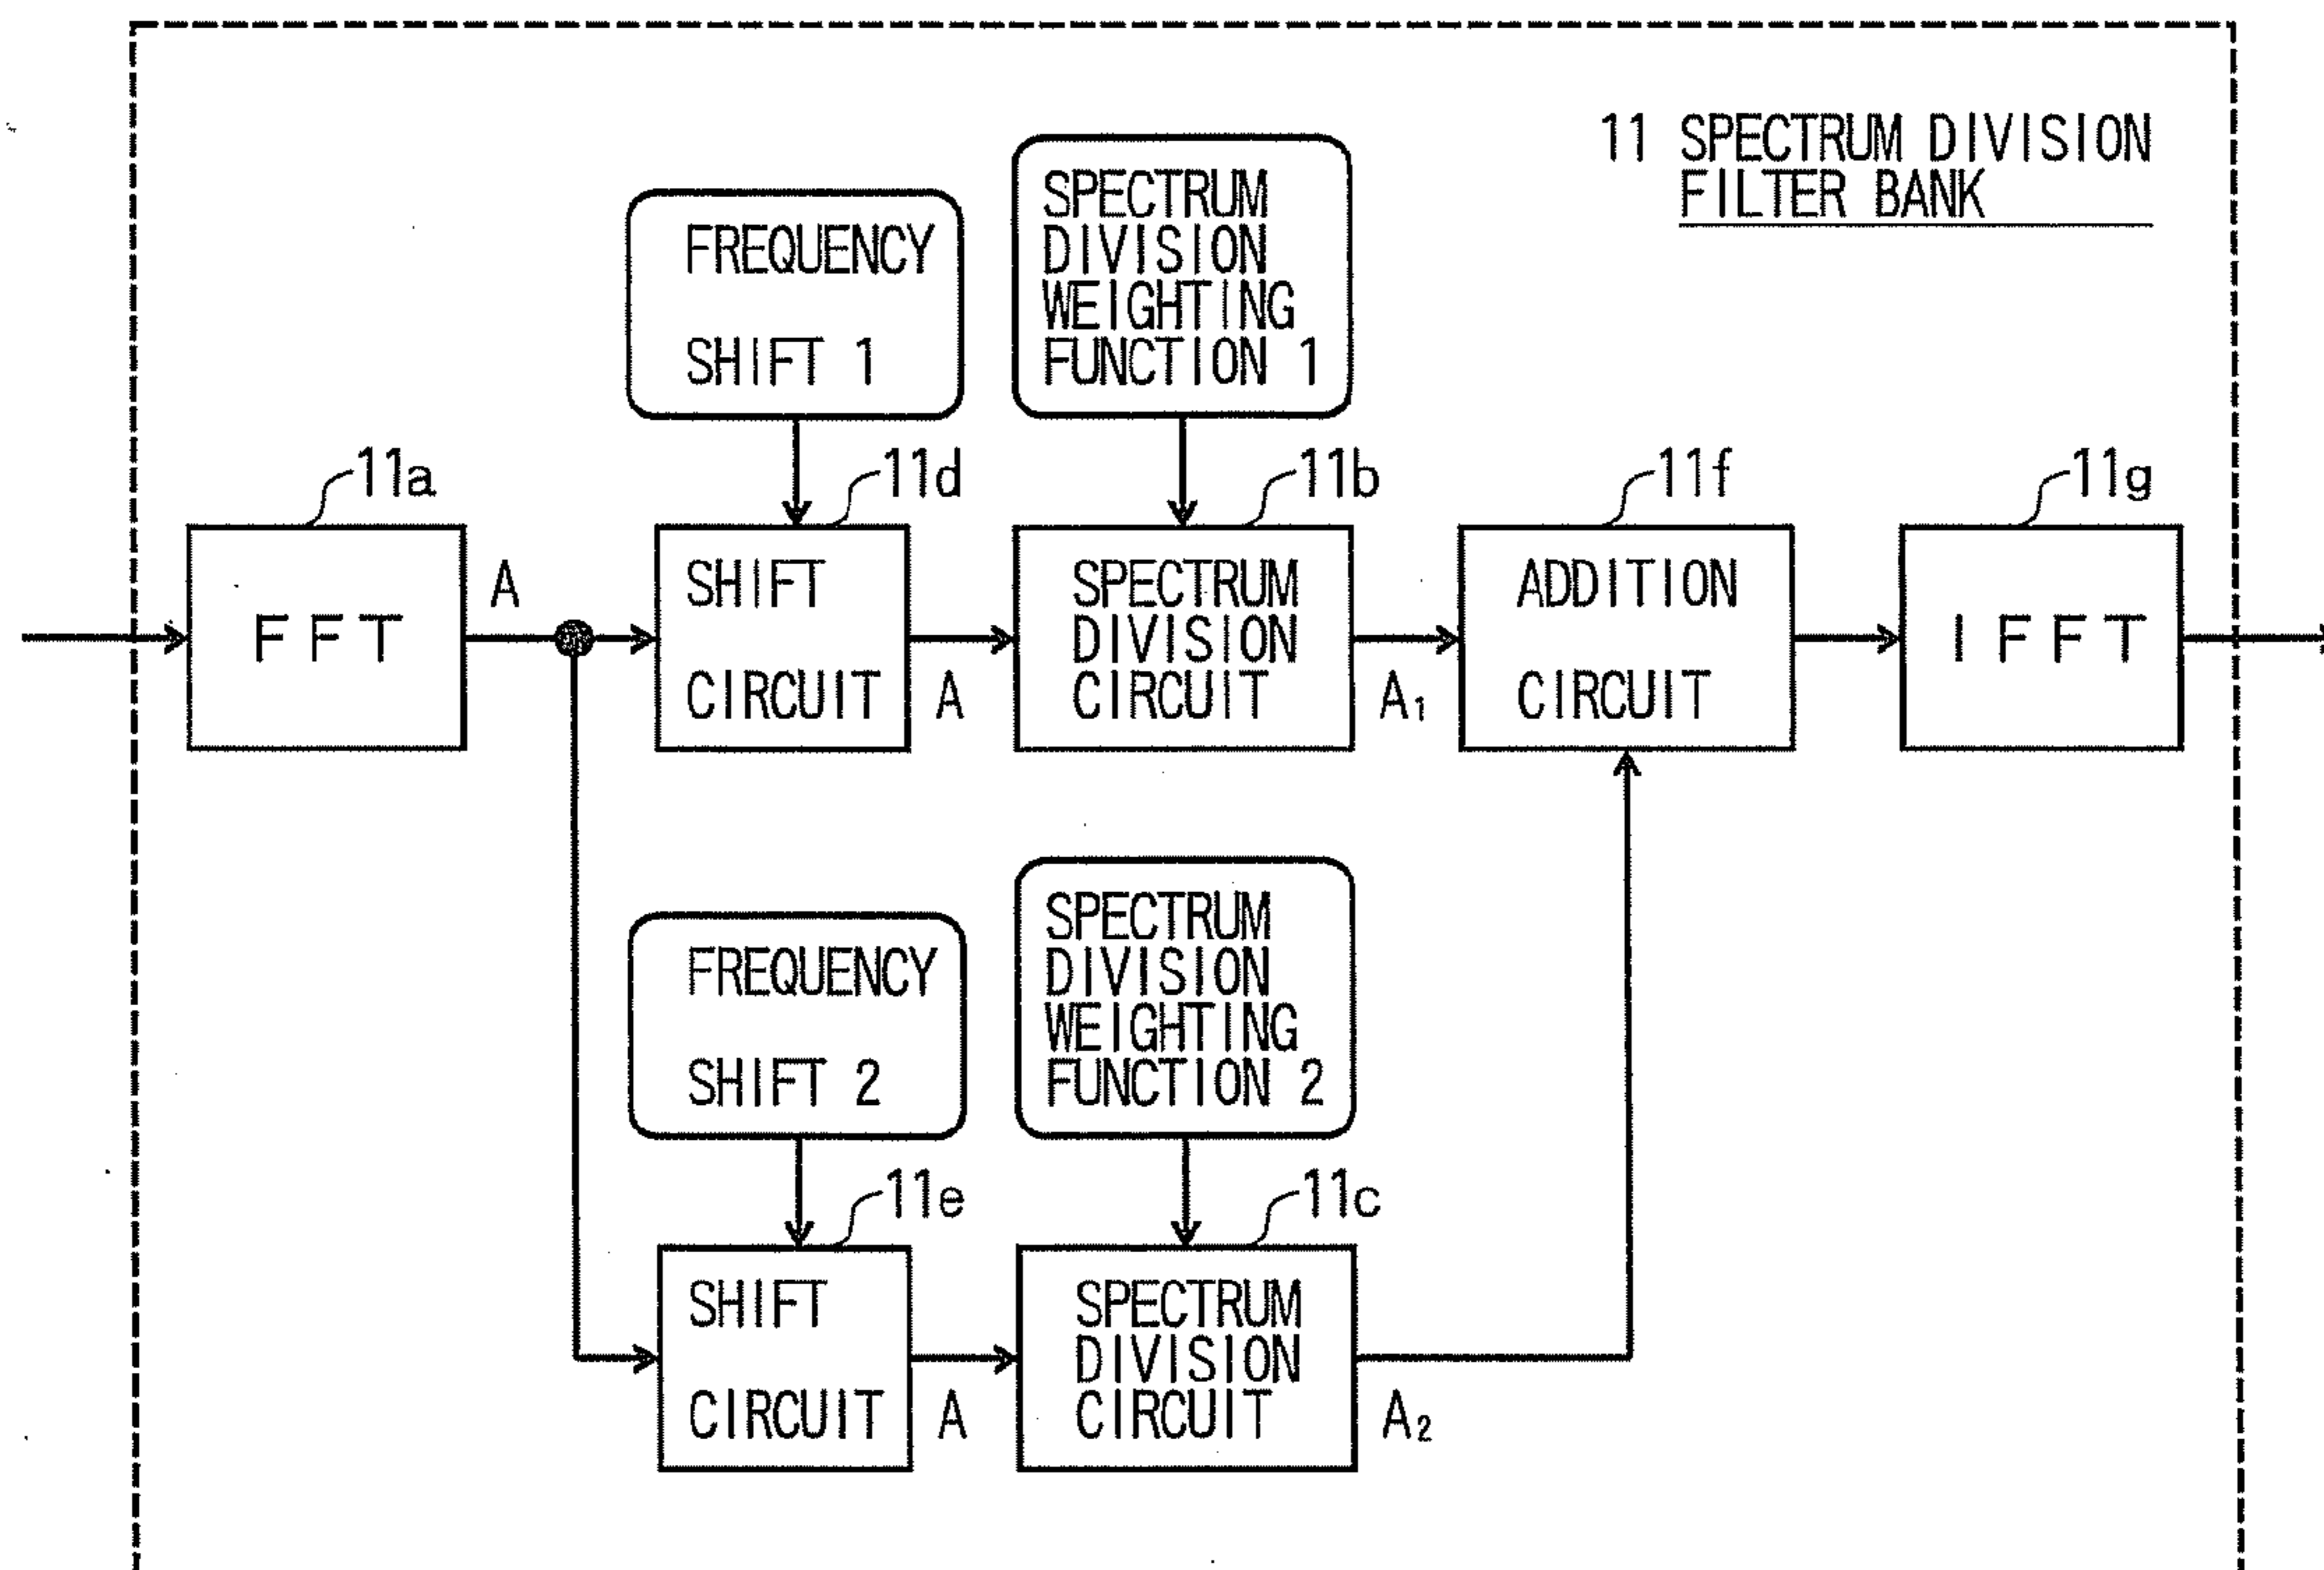 11 SPECTRUM DIVISION
FILTER BANK
FREQUENCY
SHIFT 1
SPECTRUM
DIVISION
WEIGHTING
FUNCTION 1
11a
11d
11b
11f
11g
FFT
A
SHIFT
CIRCUIT
A
SPECTRUM
DIVISION
CIRCUIT
A₁
ADDITION
CIRCUIT
IFFT
FREQUENCY
SHIFT 2
SPECTRUM
DIVISION
WEIGHTING
FUNCTION 2
11e
11c
SHIFT
CIRCUIT
A
SPECTRUM
DIVISION
CIRCUIT
A₂